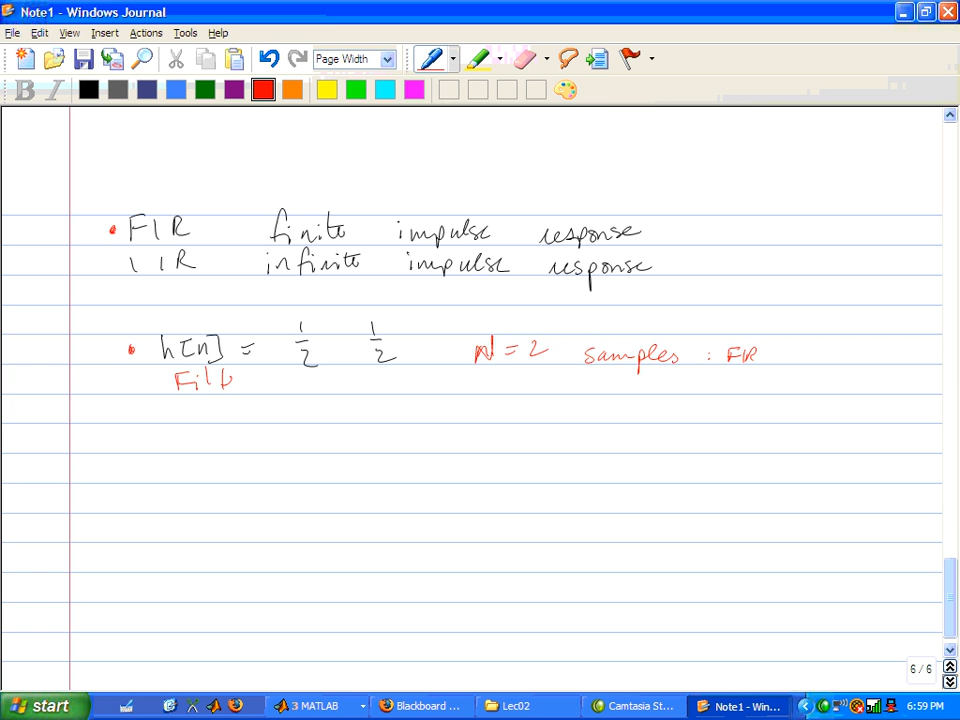 Note1 - Windows Journal
File Edit View Insert Actions Tools Help
Page Width
B I
• FIR finite impulse response
IIR infinite impulse response
• h[n] = 1/2 1/2 N = 2 samples : FIR
6 / 6
start 3 MATLAB Blackboard ... Lec02 Camtasia St... Note1 - Win... 6:59 PM